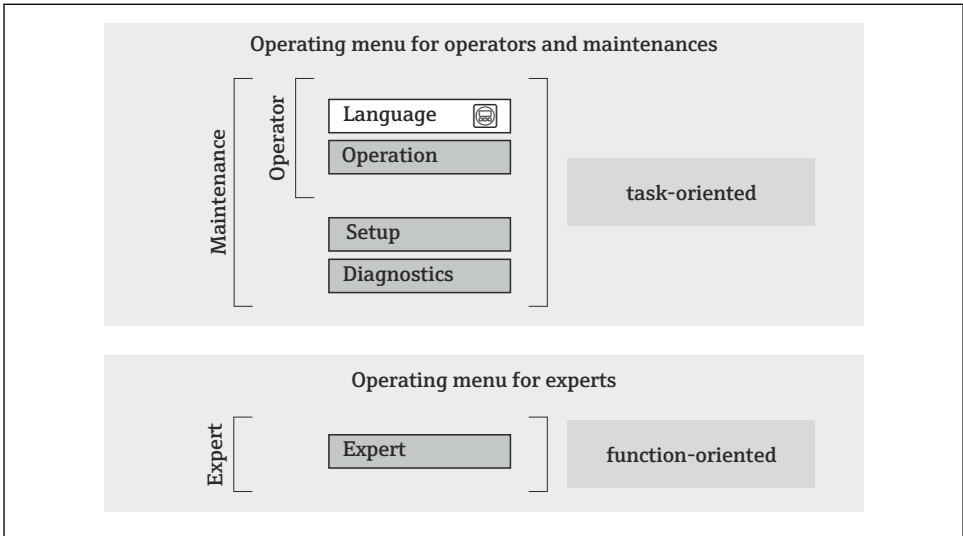 Operating menu for operators and maintenances
Maintenance
Operator
Language
Operation
Setup
Diagnostics
task-oriented
Operating menu for experts
Expert
Expert
function-oriented